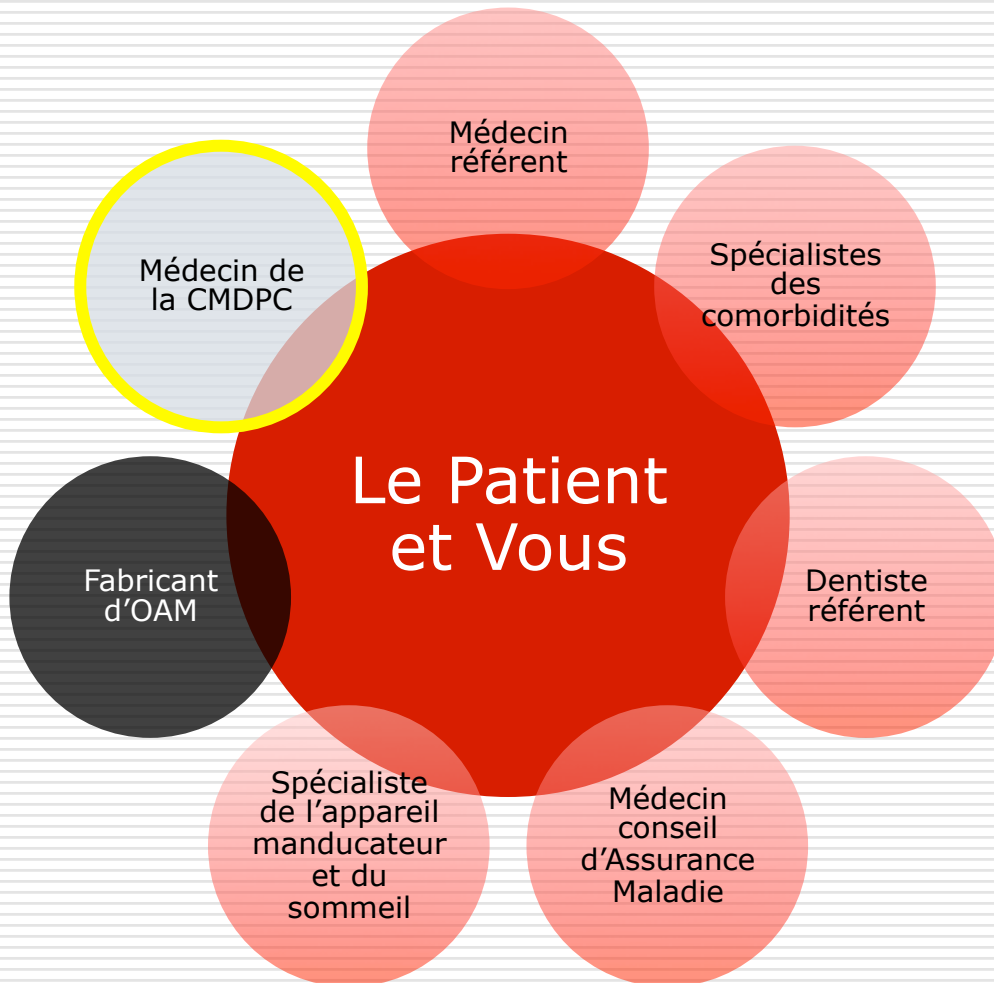 Médecin
référent
Spécialistes
des
comorbidités
Médecin de
la CMDPC
Le Patient
et Vous
Fabricant
d’OAM
Dentiste
référent
Spécialiste
de l’appareil
manducateur
et du
sommeil
Médecin
conseil
d’Assurance
Maladie